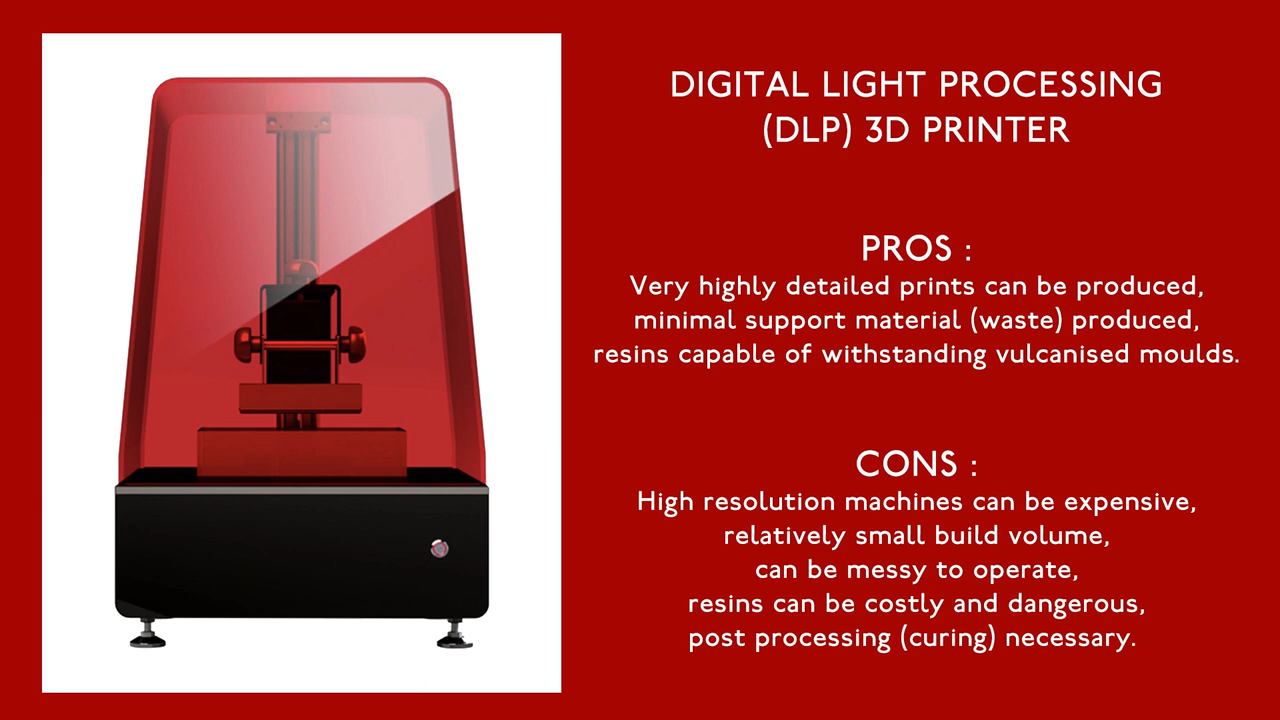 DIGITAL LIGHT PROCESSING
(DLP) 3D PRINTER
PROS :
Very highly detailed prints can be produced,
minimal support material (waste) produced,
resins capable of withstanding vulcanised moulds.
CONS :
High resolution machines can be expensive,
relatively small build volume,
can be messy to operate,
resins can be costly and dangerous,
post processing (curing) necessary.